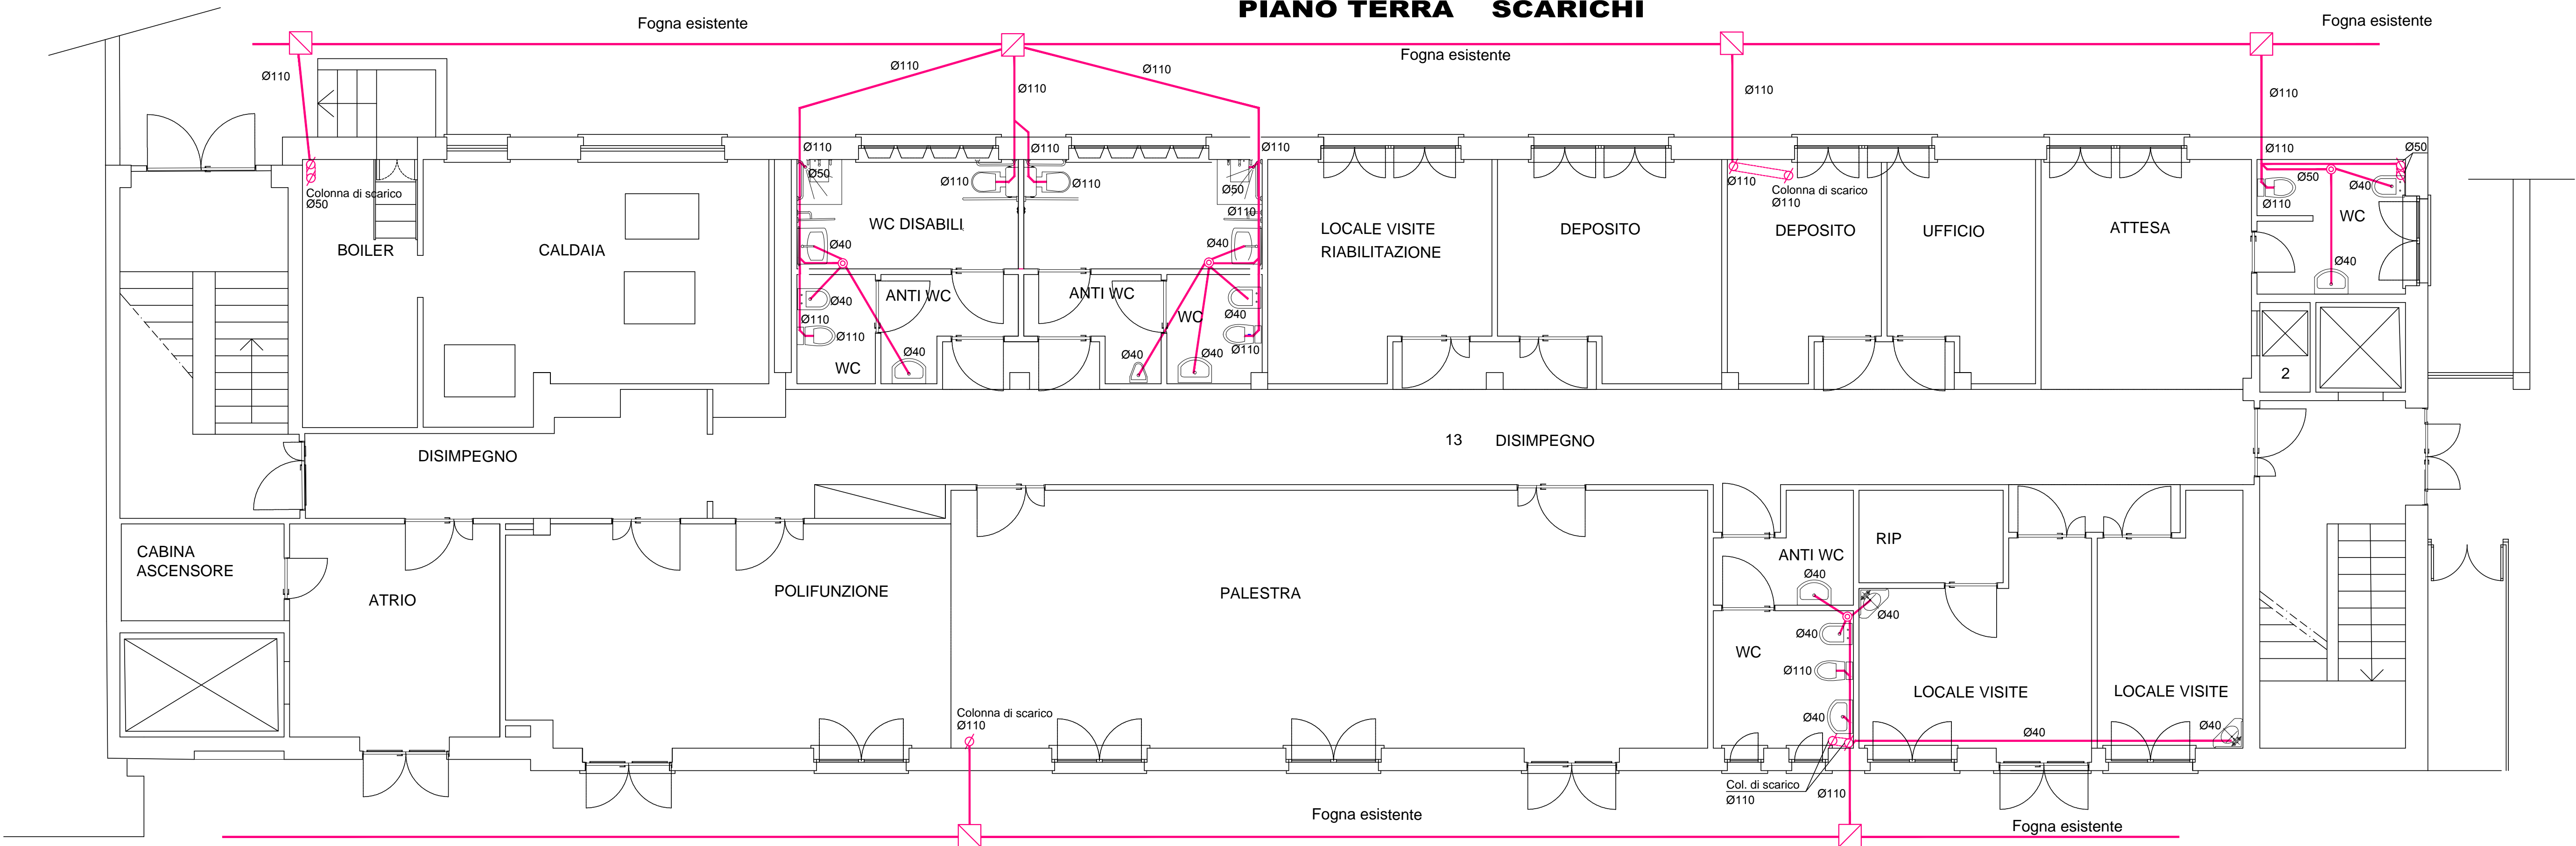 PIANO TERRA SCARICHI
Fogna esistente
Fogna esistente
Fogna esistente
Ø110
Ø110
Ø110
Ø110
Ø110
Ø110
Ø110
Ø110
Ø110
Ø110
Ø110
Ø50
Ø50
Ø110
Ø110
Ø50
Ø110
Colonna di scarico
Ø50
Colonna di scarico
Ø110
Ø50
Ø40
Ø110
Ø110
WC
WC DISABILI
LOCALE VISITE
RIABILITAZIONE
DEPOSITO
DEPOSITO
UFFICIO
ATTESA
BOILER
CALDAIA
Ø40
Ø40
Ø40
ANTI WC
ANTI WC
Ø40
WC
Ø40
Ø110
Ø110
Ø110
Ø40
Ø40
Ø40
WC
2
13 DISIMPEGNO
DISIMPEGNO
CABINA
ASCENSORE
ATRIO
POLIFUNZIONE
PALESTRA
ANTI WC
RIP
Ø40
Ø40
Ø40
WC
Ø110
LOCALE VISITE
LOCALE VISITE
Ø40
Ø40
Ø40
Colonna di scarico
Ø110
Col. di scarico
Ø110
Ø110
Fogna esistente
Fogna esistente